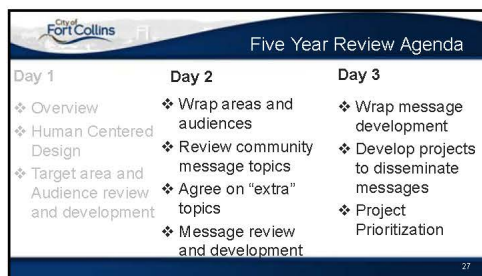 City of
Fort Collins
Five Year Review Agenda
Day 1
❖ Overview
❖ Human Centered
Design
❖ Target area and
Audience review
and development
Day 2
❖ Wrap areas and
audiences
❖ Review community
message topics
❖ Agree on “extra”
topics
❖ Message review
and development
Day 3
❖ Wrap message
development
❖ Develop projects
to disseminate
messages
❖ Project
Prioritization
27